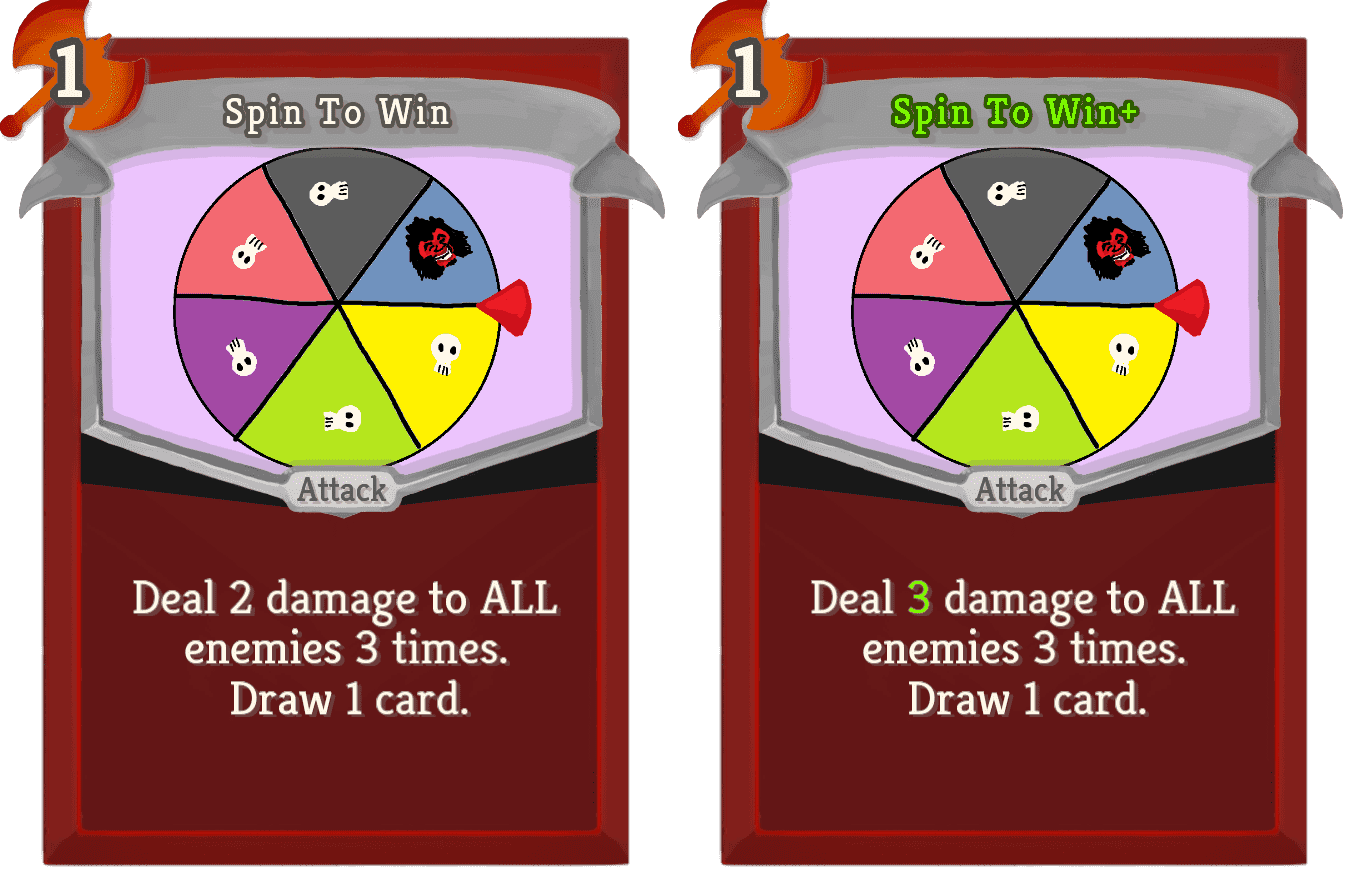 1
Spin To Win
Attack
Deal 2 damage to ALL
enemies 3 times.
Draw 1 card.
1
Spin To Win+
Attack
Deal 3 damage to ALL
enemies 3 times.
Draw 1 card.